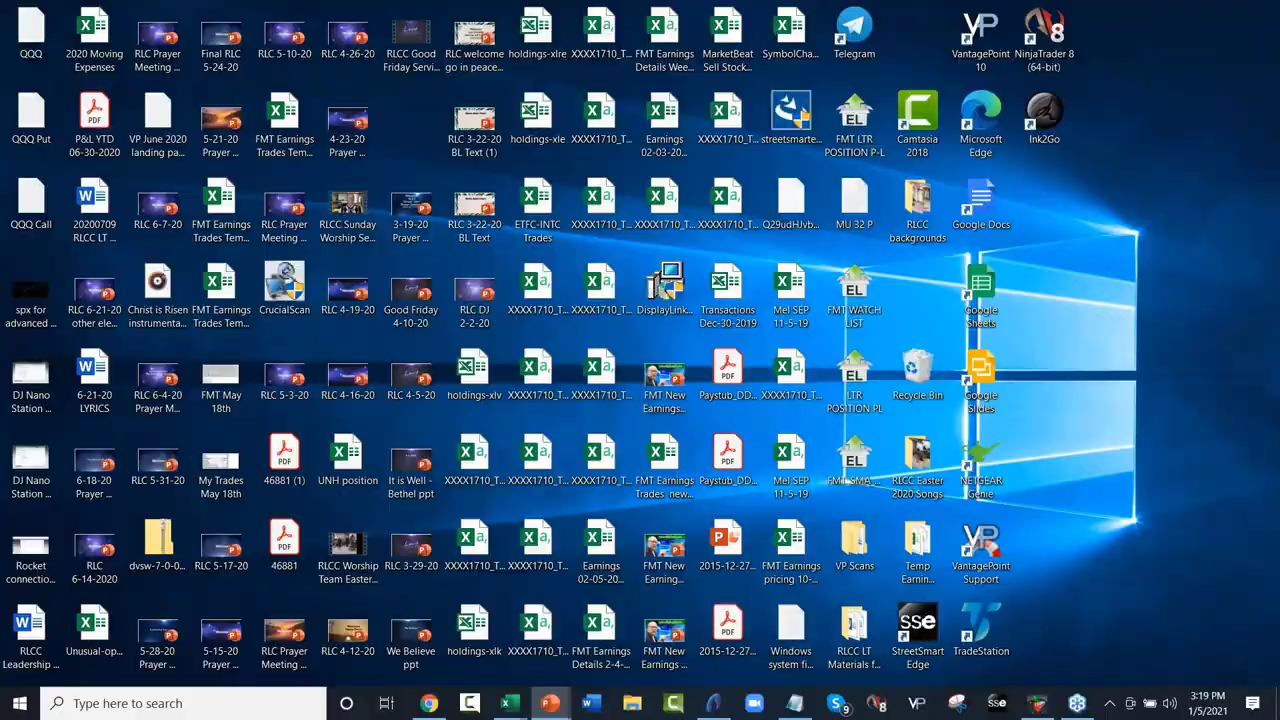 QQQ
2020 Moving
Expenses
RLC Prayer
Meeting ...
Final RLC
5-24-20
RLC 5-10-20
RLC 4-26-20
RLCC Good
Friday Servi...
RLC welcome
go in peace...
holdings-xlre
XXXX1710_T...
FMT Earnings
Details Wee...
MarketBeat
Sell Stock...
SymbolCha...
Telegram
VantagePoint
10
NinjaTrader 8
(64-bit)
QQQ Put
P&L YTD
06-30-2020
VP June 2020
landing pa...
5-21-20
Prayer ...
FMT Earnings
Trades Tem...
4-23-20
Prayer ...
RLC 3-22-20
BL Text (1)
holdings-xle
XXXX1710_T...
Earnings
02-03-20...
XXXX1710_T...
streetsmarte...
FMT LTR
POSITION P-L
Camtasia
2018
Microsoft
Edge
Ink2Go
QQQ Call
20200709
RLCC LT ...
RLC 6-7-20
FMT Earnings
Trades Tem...
RLC Prayer
Meeting ...
RLCC Sunday
Worship Se...
3-19-20
Prayer ...
RLC 3-22-20
BL Text
ETFC-INTC
Trades
XXXX1710_T...
XXXX1710_T...
XXXX1710_T...
Q29udHJvb...
MU 32 P
RLCC
backgrounds
Google Docs
spx for
advanced ...
RLC 6-21-20
other ele...
Christ is Risen
instrumenta...
FMT Earnings
Trades Tem...
CrucialScan
RLC 4-19-20
Good Friday
4-10-20
RLC DJ
2-2-20
XXXX1710_T...
XXXX1710_T...
DisplayLink...
Transactions
Dec-30-2019
Mel SEP
11-5-19
FMT WATCH
LIST
Google
Sheets
DJ Nano
Station ...
6-21-20
LYRICS
RLC 6-4-20
Prayer M...
FMT May
18th
RLC 5-3-20
RLC 4-16-20
RLC 4-5-20
holdings-xlv
XXXX1710_T...
XXXX1710_T...
FMT New
Earnings...
Paystub_DD...
XXXX1710_T...
LTR
POSITION PL
Recycle Bin
Google
Slides
DJ Nano
Station ...
6-18-20
Prayer ...
RLC 5-31-20
My Trades
May 18th
46881 (1)
UNH position
It is Well -
Bethel ppt
XXXX1710_T...
XXXX1710_T...
XXXX1710_T...
FMT Earnings
Trades new...
Paystub_DD...
Mel SEP
11-5-19
FMT SMA ...
RLCC Easter
2020 Songs
NETGEAR
Genie
Rocket
connectio...
RLC
6-14-2020
dvsw-7-0-0...
RLC 5-17-20
46881
RLCC Worship
Team Easter...
RLC 3-29-20
XXXX1710_T...
XXXX1710_T...
Earnings
02-05-20...
FMT New
Earning...
2015-12-27...
FMT Earnings
pricing 10-...
VP Scans
Temp
Earnin...
VantagePoint
Support
RLCC
Leadership ...
Unusual-op...
5-28-20
Prayer ...
5-15-20
Prayer ...
RLC Prayer
Meeting ...
RLC 4-12-20
We Believe
ppt
holdings-xlk
XXXX1710_T...
FMT Earnings
Details 2-4-...
FMT New
Earnings ...
2015-12-27...
Windows
system fi...
RLCC LT
Materials f...
StreetSmart
Edge
TradeStation
Type here to search
3:19 PM
1/5/2021